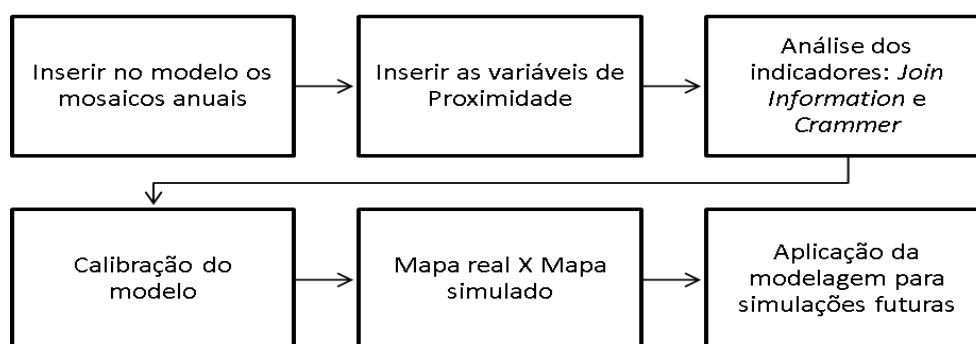 Inserir no modelo os
mosaicos anuais
Inserir as variáveis de
Proximidade
Análise dos
indicadores: Join
Information e
Crammer
Calibração do
modelo
Mapa real X Mapa
simulado
Aplicação da
modelagem para
simulações futuras